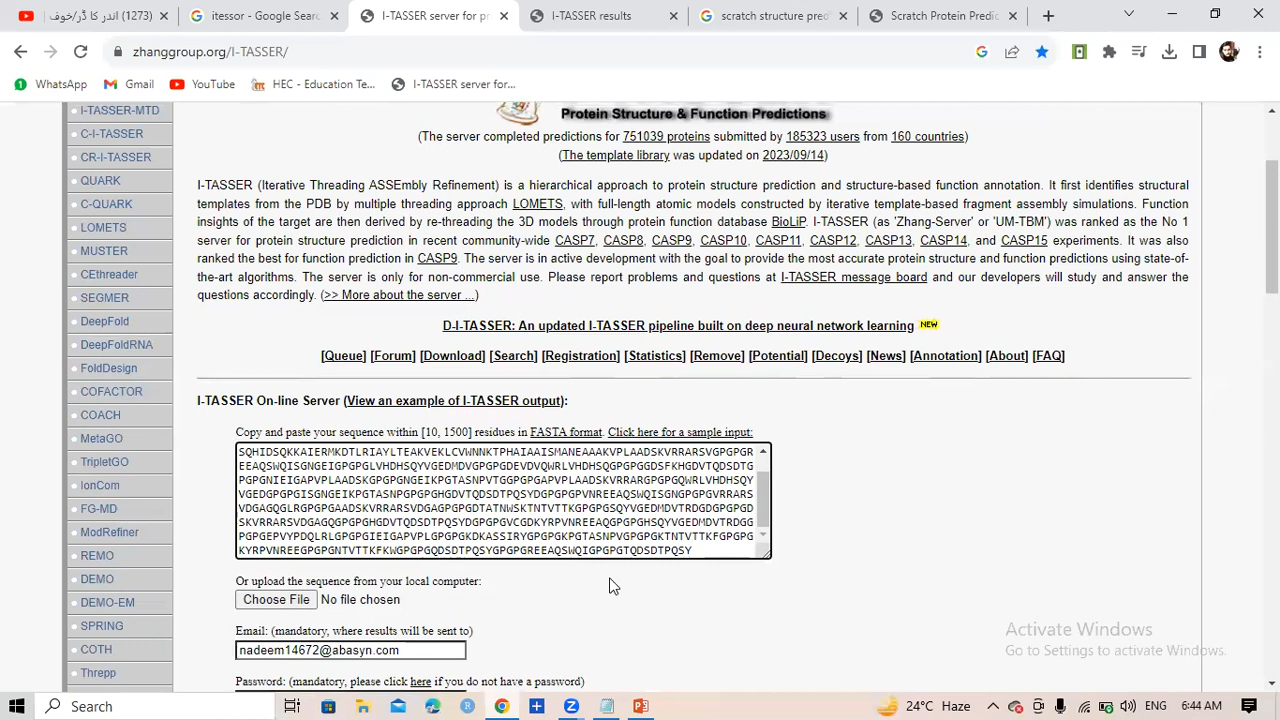 (1273) اندر کا ڈر/خوف
itessor - Google Searc
I-TASSER server for pr
I-TASSER results
scratch structure pred
Scratch Protein Predic
zhanggroup.org/I-TASSER/
WhatsApp
Gmail
YouTube
HEC - Education Te...
I-TASSER server for...
I-TASSER-MTD
C-I-TASSER
CR-I-TASSER
QUARK
C-QUARK
LOMETS
MUSTER
CEthreader
SEGMER
DeepFold
DeepFoldRNA
FoldDesign
COFACTOR
COACH
MetaGO
TripletGO
IonCom
FG-MD
ModRefiner
REMO
DEMO
DEMO-EM
SPRING
COTH
Threpp
Protein Structure & Function Predictions
(The server completed predictions for 751039 proteins submitted by 185323 users from 160 countries)
(The template library was updated on 2023/09/14)
I-TASSER (Iterative Threading ASSEmbly Refinement) is a hierarchical approach to protein structure prediction and structure-based function annotation. It first identifies structural
templates from the PDB by multiple threading approach LOMETS, with full-length atomic models constructed by iterative template-based fragment assembly simulations. Function
insights of the target are then derived by re-threading the 3D models through protein function database BioLiP. I-TASSER (as 'Zhang-Server' or 'UM-TBM') was ranked as the No 1
server for protein structure prediction in recent community-wide CASP7, CASP8, CASP9, CASP10, CASP11, CASP12, CASP13, CASP14, and CASP15 experiments. It was also
ranked the best for function prediction in CASP9. The server is in active development with the goal to provide the most accurate protein structure and function predictions using state-of-
the-art algorithms. The server is only for non-commercial use. Please report problems and questions at I-TASSER message board and our developers will study and answer the
questions accordingly. (>> More about the server ...)
D-I-TASSER: An updated I-TASSER pipeline built on deep neural network learning NEW
[Queue] [Forum] [Download] [Search] [Registration] [Statistics] [Remove] [Potential] [Decoys] [News] [Annotation] [About] [FAQ]
I-TASSER On-line Server (View an example of I-TASSER output):
Copy and paste your sequence within [10, 1500] residues in FASTA format. Click here for a sample input:
SQHIDSQKKAIERMKDTLRIAYLTEAKVEKLCVWNNKTPHAIAAISMANEAAAKVPLAADSKVRRARSVGPGPGR
EEAQSWQISGNGEIGPGPGLVHDHSQYVGEDMDVGPGPGDEVDVQWRLVHDHSQGPGPGGDSFKHGDVTQDSDTG
PGPGNIEIGAPVPLAADSKGPGPGNGEIKPGTASNPVTGGPGPGAPVPLAADSKVRRARGPGPGQWRLVHDHSQY
VGEDGPGPGISGNGEIKPGTASNPGPGPGHGDVTQDSDTPQSYDGPGPGPVNREEAQSWQISGNGPGPGVRRARS
VDGAGQGLRGPGPGAADSKVRRARSVDGAGPGPGDTATNWSKTNTVTTKGPGPGSQYVGEDMDVTRDGDGPGPGD
SKVRRARSVDGAGQGPGPGHGDVTQDSDTPQSYDGPGPGVCGDKYRPVNREEAQGPGPGHSQYVGEDMDVTRDGG
PGPGEPVYPDQLRLGPGPGIEIGAPVPLGPGPGKDKASSIRYGPGPGKPGTASNPVGPGPGKTNTVTTKFGPGPG
KYRPVNREEGPGPGNTVTTKFKWGPGPGQDSDTPQSYGPGPGREEAQSWQIGPGPGTQDSDTPQSY
Or upload the sequence from your local computer:
Choose File No file chosen
Email: (mandatory, where results will be sent to)
nadeem14672@abasyn.com
Password: (mandatory, please click here if you do not have a password)
Activate Windows
Go to Settings to activate Windows.
Search
24°C Haze
ENG
6:44 AM